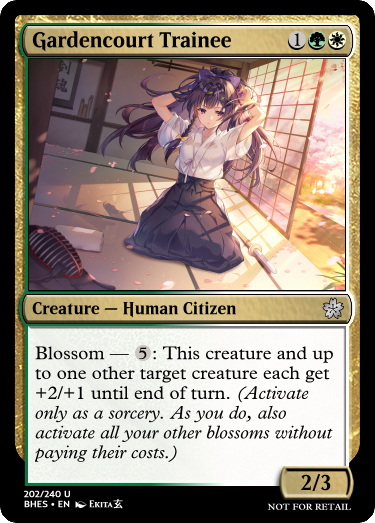 Gardencourt Trainee 1
Creature — Human Citizen
Blossom — 5: This creature and up
to one other target creature each get
+2/+1 until end of turn. (Activate
only as a sorcery. As you do, also
activate all your other blossoms without
paying their costs.)
2/3
202/240 U
BHES • EN Ekita玄
NOT FOR RETAIL